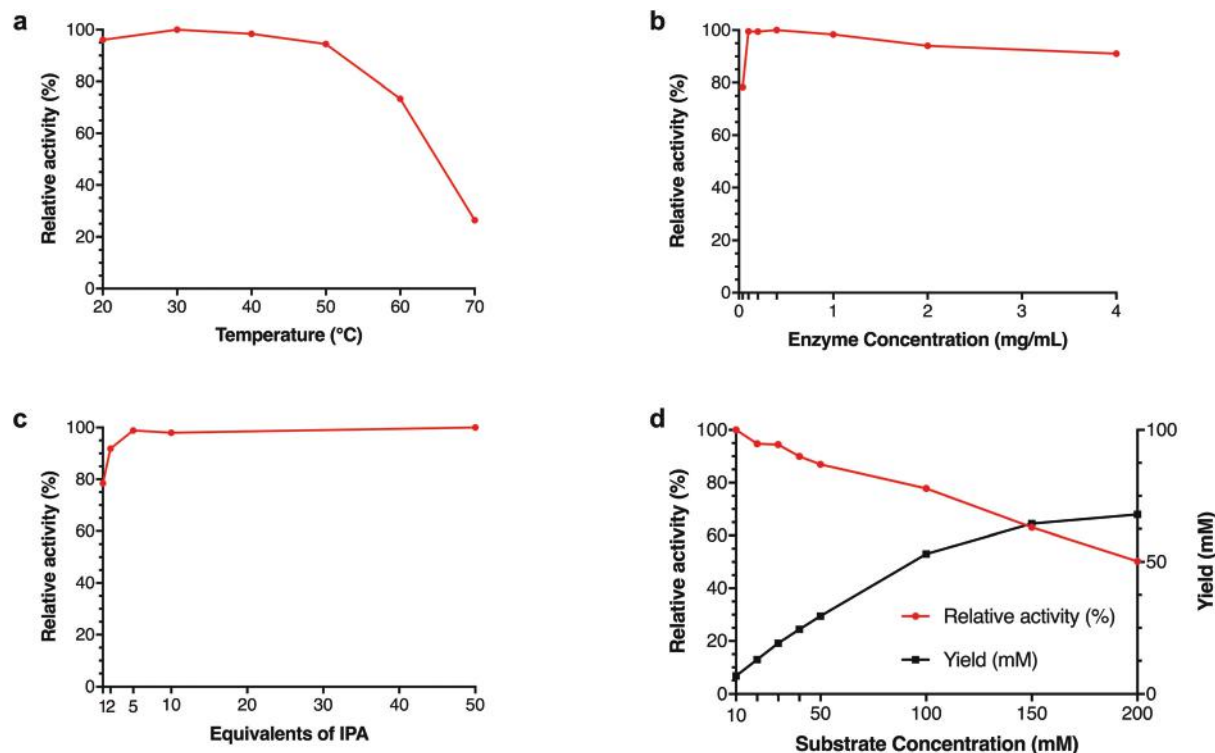 a
Relative activity (%)
100
80
60
40
20
0
20 30 40 50 60 70
Temperature (°C)
b
Relative activity (%)
100
80
60
40
20
0
0 1 2 3 4
Enzyme Concentration (mg/mL)
c
Relative activity (%)
100
80
60
40
20
0
1 2 5 10 20 30 40 50
Equivalents of IPA
d
Relative activity (%)
100
80
60
40
20
0
10 50 100 150 200
Substrate Concentration (mM)
100
50
0
Yield (mM)
Relative activity (%)
Yield (mM)